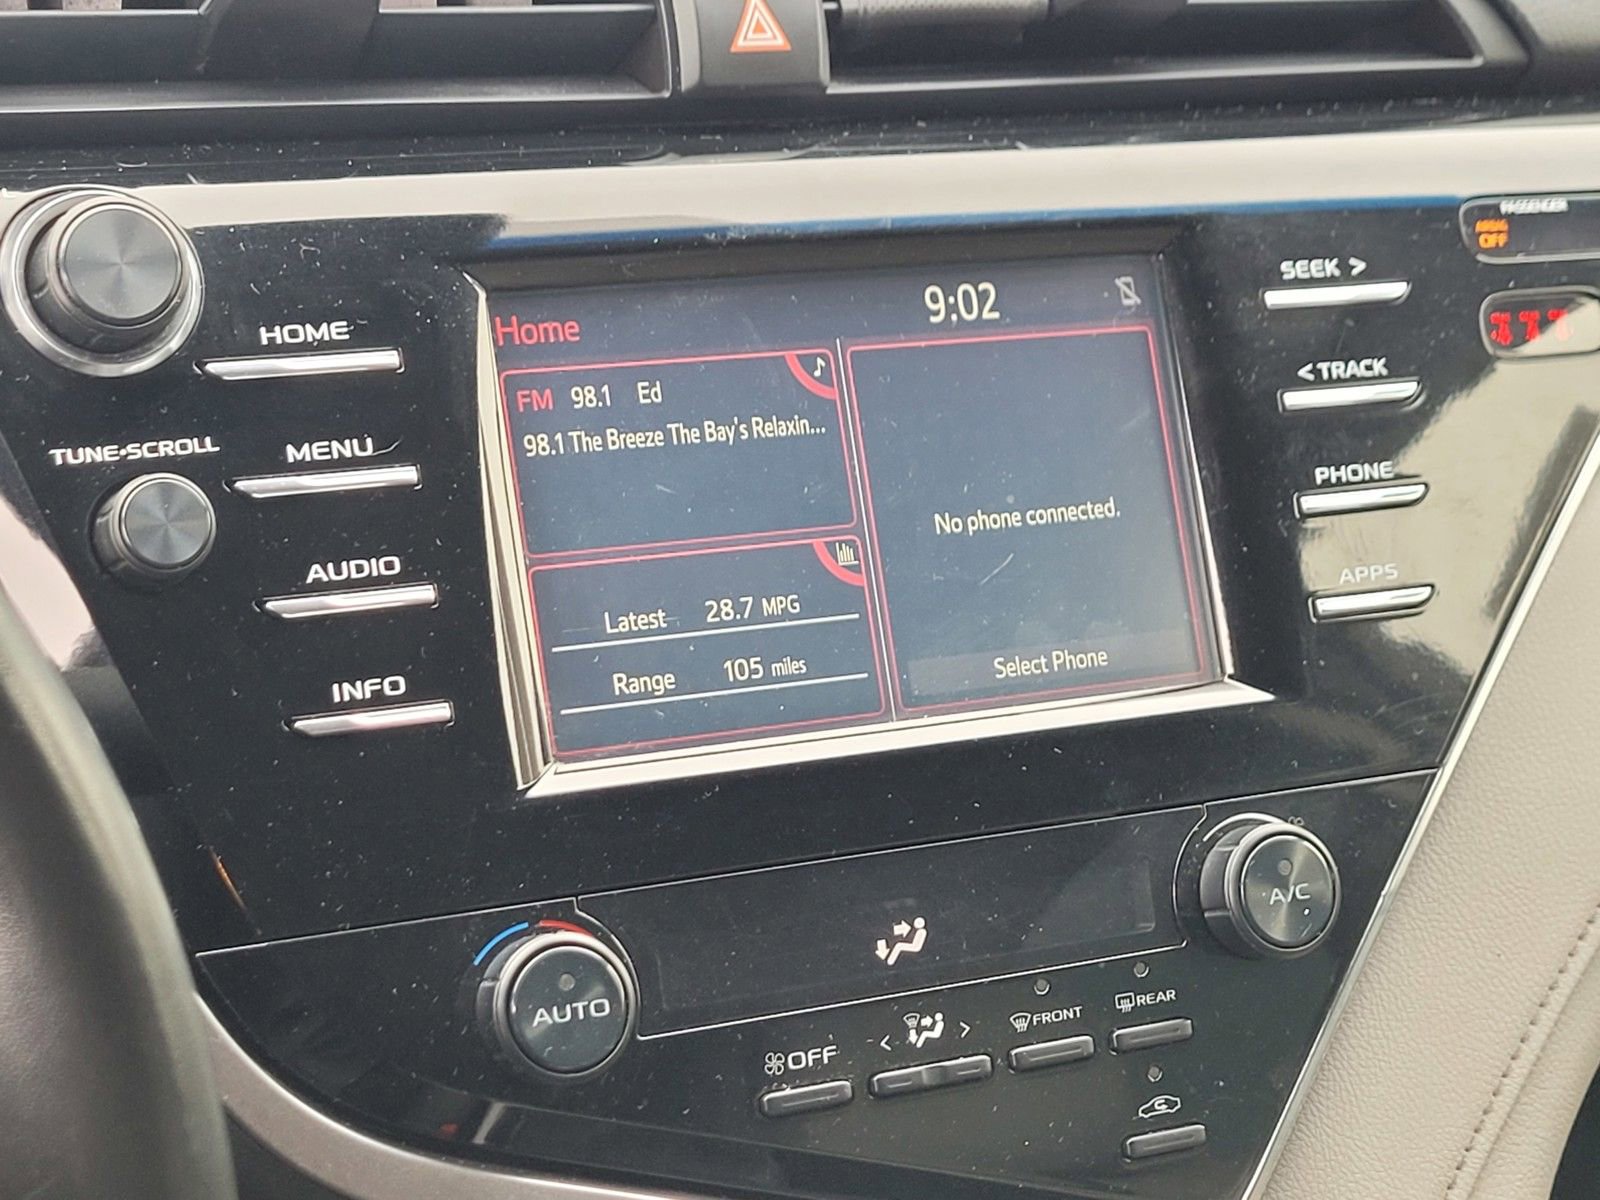 PASSENGER
AIRBAG
OFF
SEEK >
9:02
Home
HOME
FM 98.1 Ed
98.1 The Breeze The Bay's Relaxin...
< TRACK
TUNE•SCROLL
MENU
PHONE
No phone connected.
AUDIO
APPS
Latest 28.7 MPG
Range 105 miles
Select Phone
INFO
A/C
AUTO
OFF
< >
FRONT
REAR